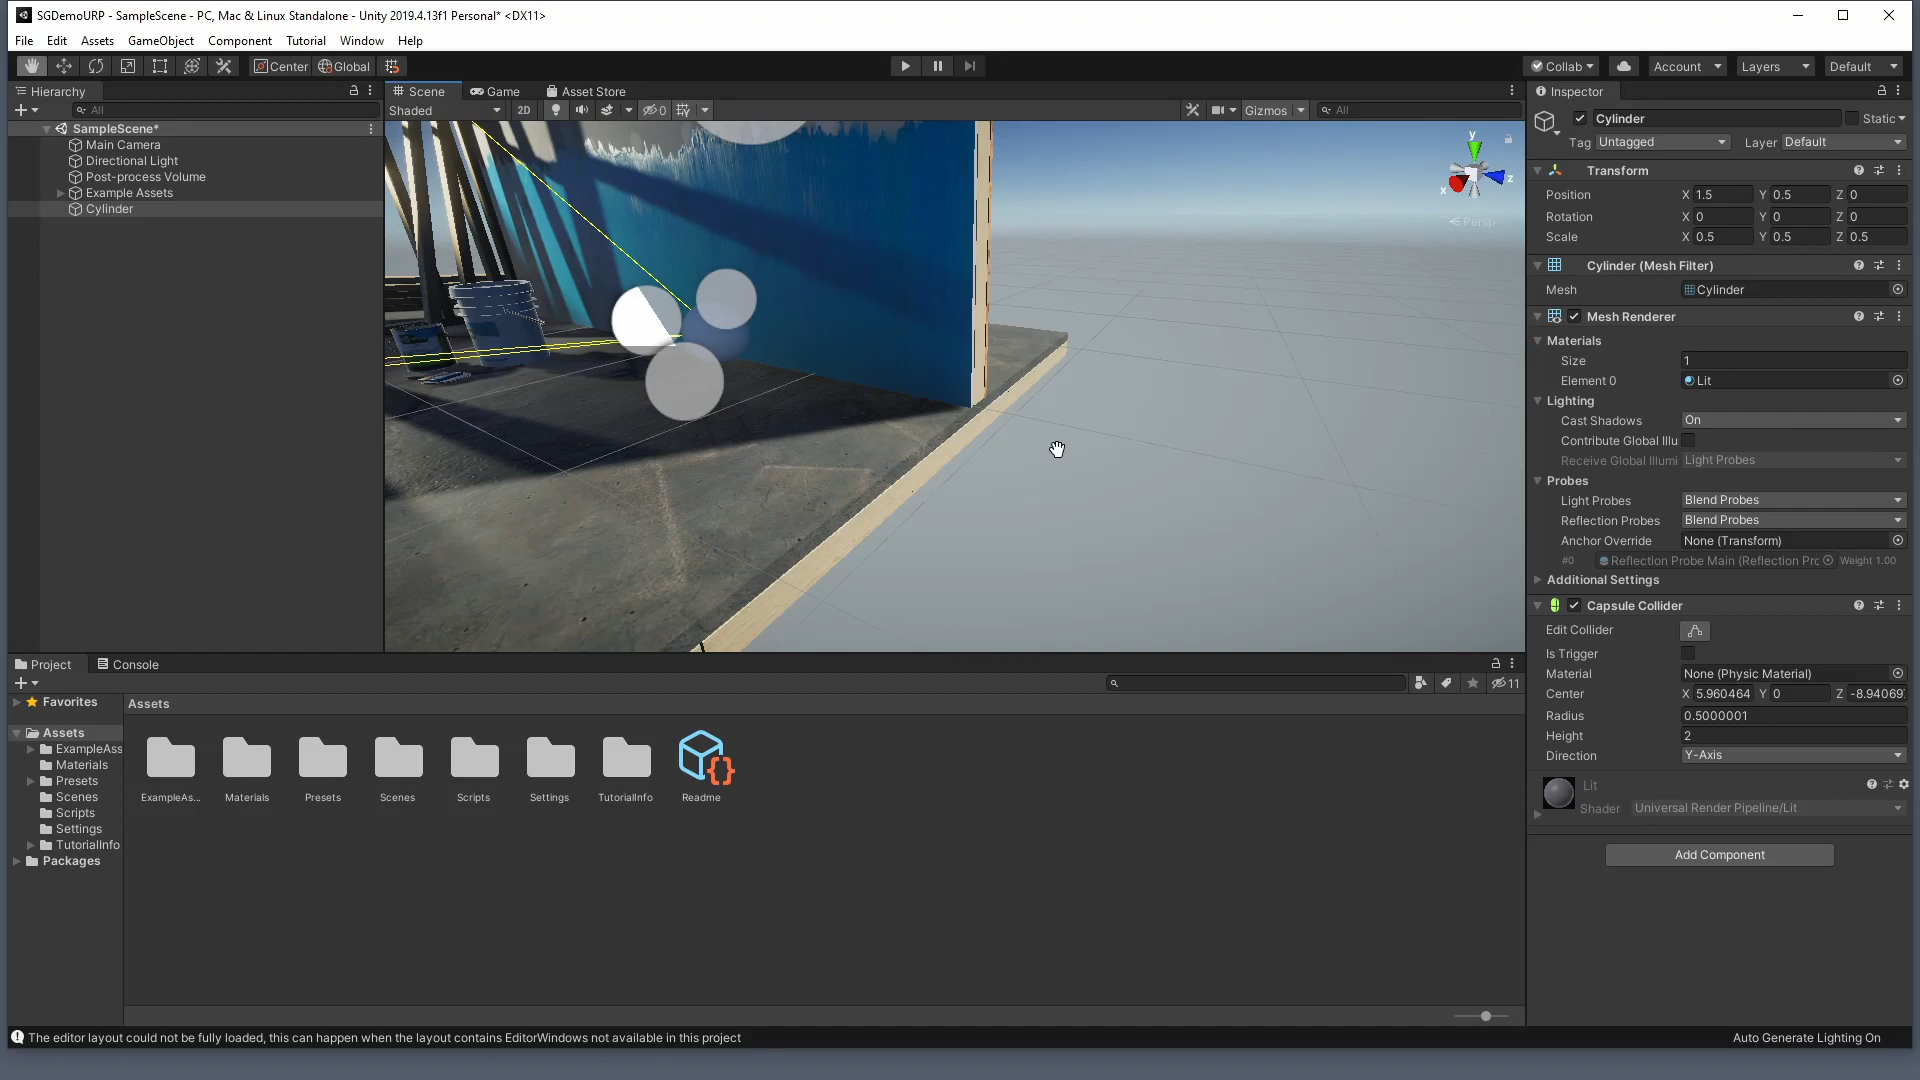 SGDemoURP - SampleScene - PC, Mac & Linux Standalone - Unity 2019.4.13f1 Personal* <DX11>
File Edit Assets GameObject Component Tutorial Window Help
Center Global Collab Account Layers Default
Hierarchy
All
SampleScene*
Main Camera
Directional Light
Post-process Volume
Example Assets
Cylinder
Scene Game Asset Store
Shaded 2D 0 Gizmos All
y
x
z
Persp
Inspector
Cylinder Static
Tag Untagged Layer Default
Transform
Position X 1.5 Y 0.5 Z 0
Rotation X 0 Y 0 Z 0
Scale X 0.5 Y 0.5 Z 0.5
Cylinder (Mesh Filter)
Mesh Cylinder
Mesh Renderer
Materials
Size 1
Element 0 Lit
Lighting
Cast Shadows On
Contribute Global Illu
Receive Global Illumi Light Probes
Probes
Light Probes Blend Probes
Reflection Probes Blend Probes
Anchor Override None (Transform)
#0 Reflection Probe Main (Reflection Prc Weight 1.00
Additional Settings
Capsule Collider
Edit Collider
Is Trigger
Material None (Physic Material)
Center X 5.960464 Y 0 Z -8.94069
Radius 0.5000001
Height 2
Direction Y-Axis
Lit
Shader Universal Render Pipeline/Lit
Add Component
Project Console
11
Favorites
Assets
ExampleAss
Materials
Presets
Scenes
Scripts
Settings
TutorialInfo
Packages
Assets
ExampleAs... Materials Presets Scenes Scripts Settings TutorialInfo Readme
The editor layout could not be fully loaded, this can happen when the layout contains EditorWindows not available in this project
Auto Generate Lighting On